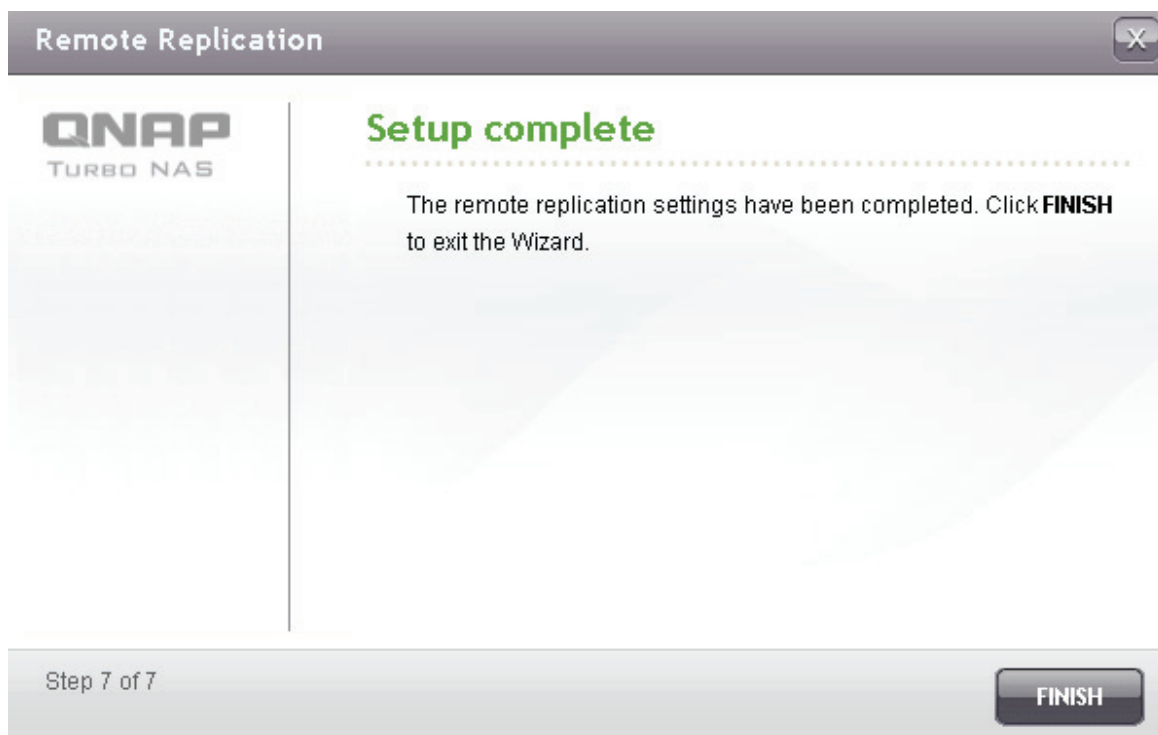 Remote Replication
X
QNAP
TURBO NAS
Setup complete
The remote replication settings have been completed. Click FINISH
to exit the Wizard.
Step 7 of 7
FINISH